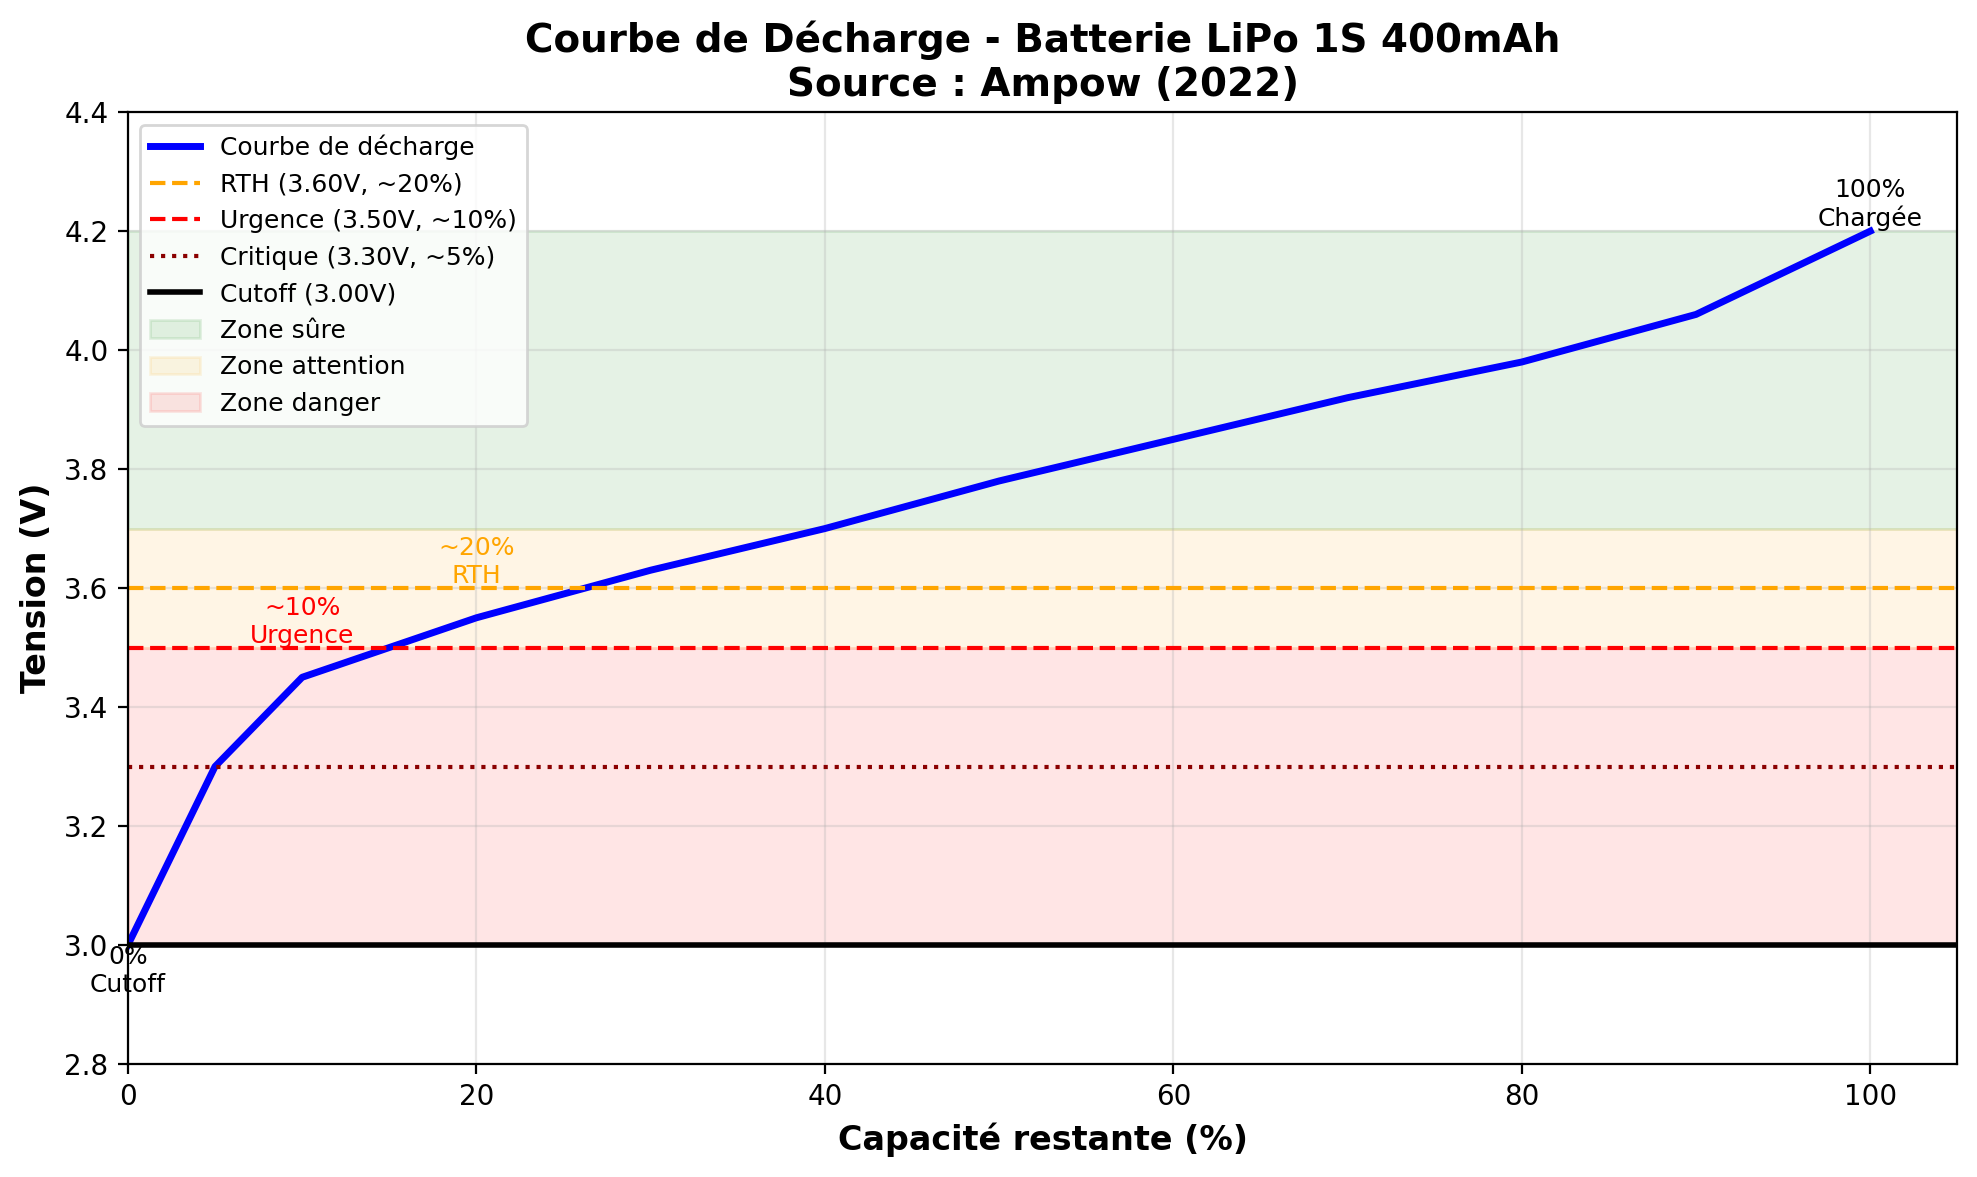 Courbe de Décharge - Batterie LiPo 1S 400mAh
Source : Ampow (2022)
Courbe de décharge
RTH (3.60V, ~20%)
Urgence (3.50V, ~10%)
Critique (3.30V, ~5%)
Cutoff (3.00V)
Zone sûre
Zone attention
Zone danger
100%
Chargée
~20%
RTH
~10%
Urgence
0%
Cutoff
Tension (V)
4.4
4.2
4.0
3.8
3.6
3.4
3.2
3.0
2.8
0
20
40
60
80
100
Capacité restante (%)